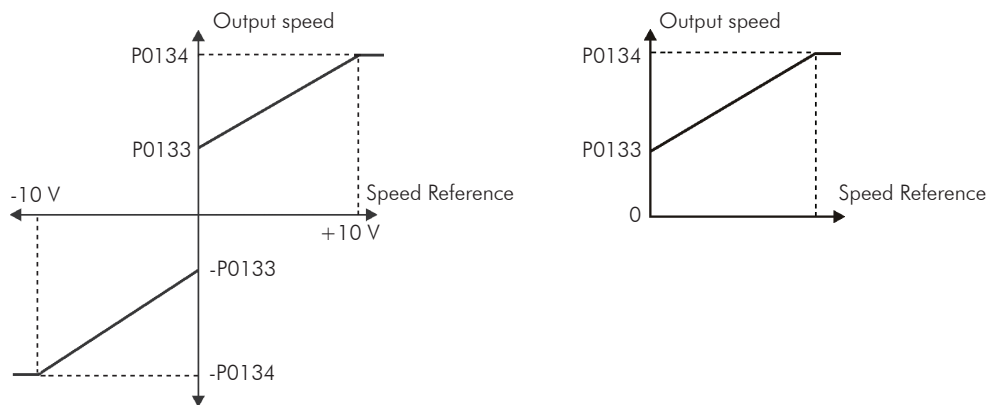 Output speed
P0134
P0133
-10 V
Speed Reference
+10 V
-P0133
-P0134
Output speed
P0134
P0133
Speed Reference
0